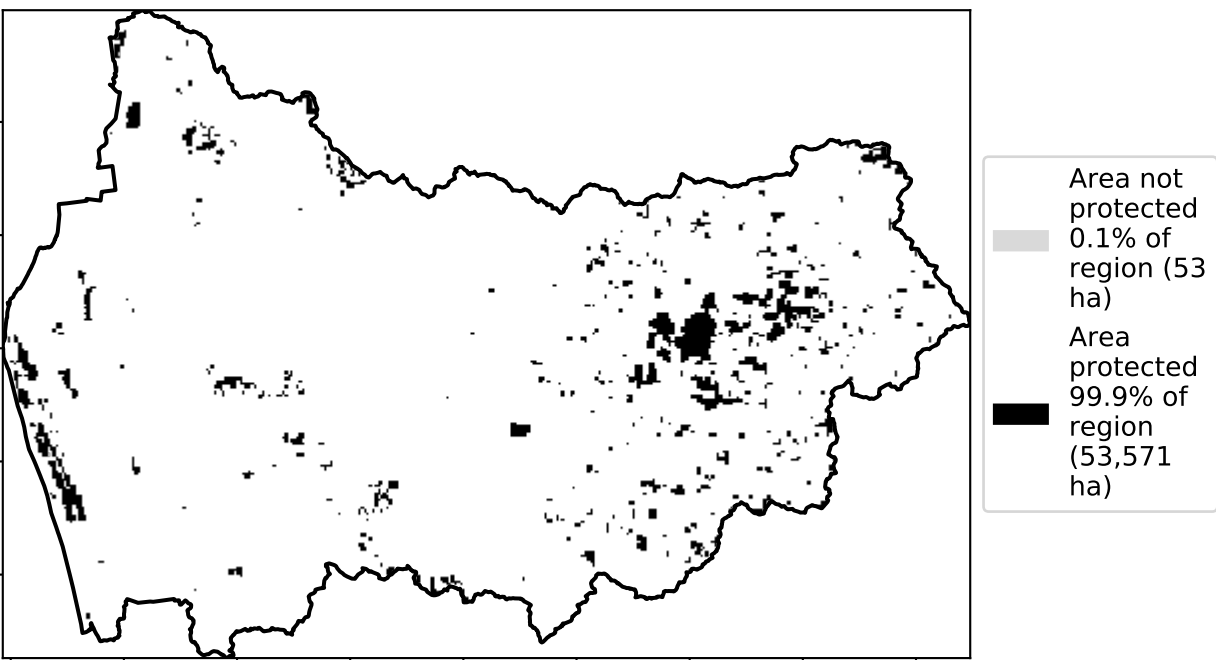 Area not
protected
0.1% of
region (53
ha)
Area
protected
99.9% of
region
(53,571
ha)